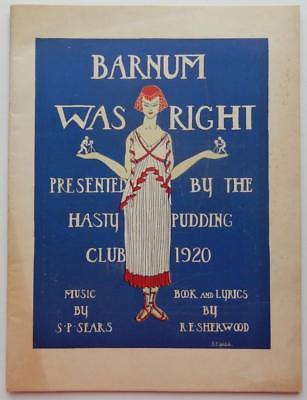 BARNUM
WAS RIGHT
PRESENTED BY THE
HASTY PUDDING
CLUB 1920
MUSIC BY S·P·SEARS
BOOK AND LYRICS BY R·E·SHERWOOD